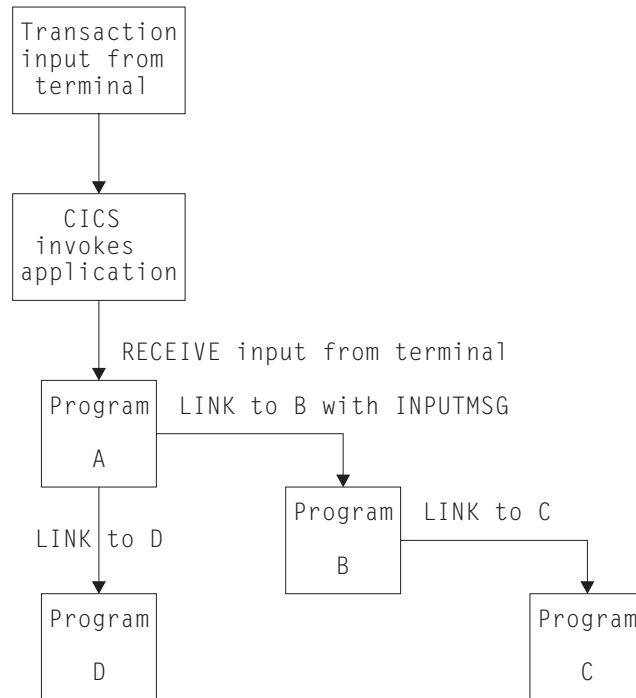 Transaction
input from
terminal
CICS
invokes
application
RECEIVE input from terminal
Program
A
LINK to B with INPUTMSG
LINK to D
Program
B
LINK to C
Program
D
Program
C